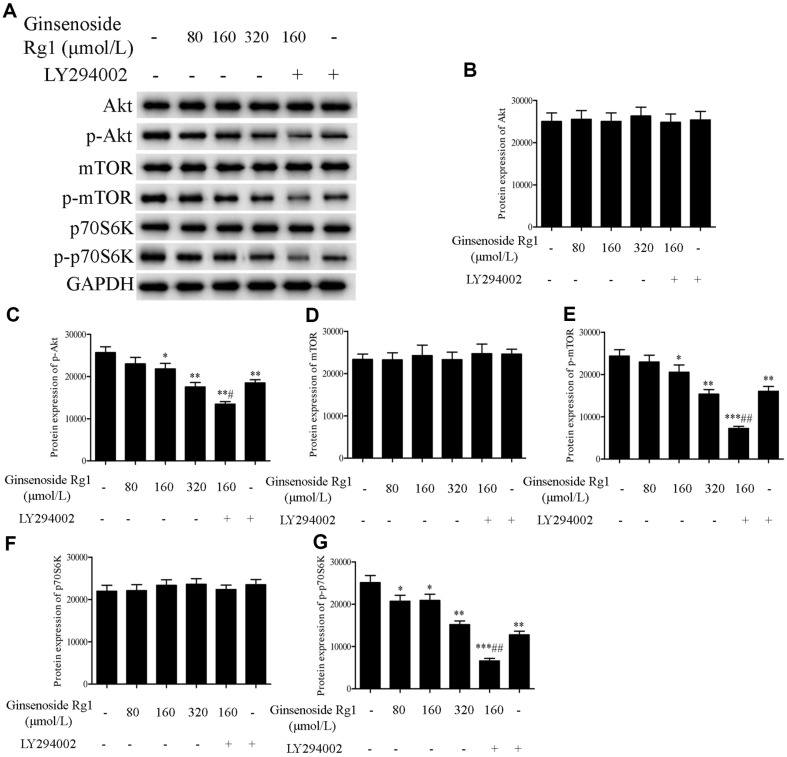 A
Ginsenoside
Rg1 (μmol/L)
- 80 160 320 160 -
LY294002 - - - - + +
Akt
p-Akt
mTOR
p-mTOR
p70S6K
p-p70S6K
GAPDH
B
Protein expression of Akt
30000
20000
10000
0
Ginsenoside Rg1
(μmol/L)
- 80 160 320 160 -
LY294002 - - - - + +
C
Protein expression of p-Akt
30000
20000
10000
0
* ** **# **
Ginsenoside Rg1
(μmol/L)
- 80 160 320 160 -
LY294002 - - - - + +
D
Protein expression of mTOR
30000
20000
10000
0
Ginsenoside Rg1
(μmol/L)
- 80 160 320 160 -
LY294002 - - - - + +
E
Protein expression of p-mTOR
30000
20000
10000
0
* ** ***## **
Ginsenoside Rg1
(μmol/L)
- 80 160 320 160 -
LY294002 - - - - + +
F
Protein expression of p70S6K
30000
20000
10000
0
Ginsenoside Rg1
(μmol/L)
- 80 160 320 160 -
LY294002 - - - - + +
G
Protein expression of p-p70S6K
30000
20000
10000
0
* * ** ***## **
Ginsenoside Rg1
(μmol/L)
- 80 160 320 160 -
LY294002 - - - - + +